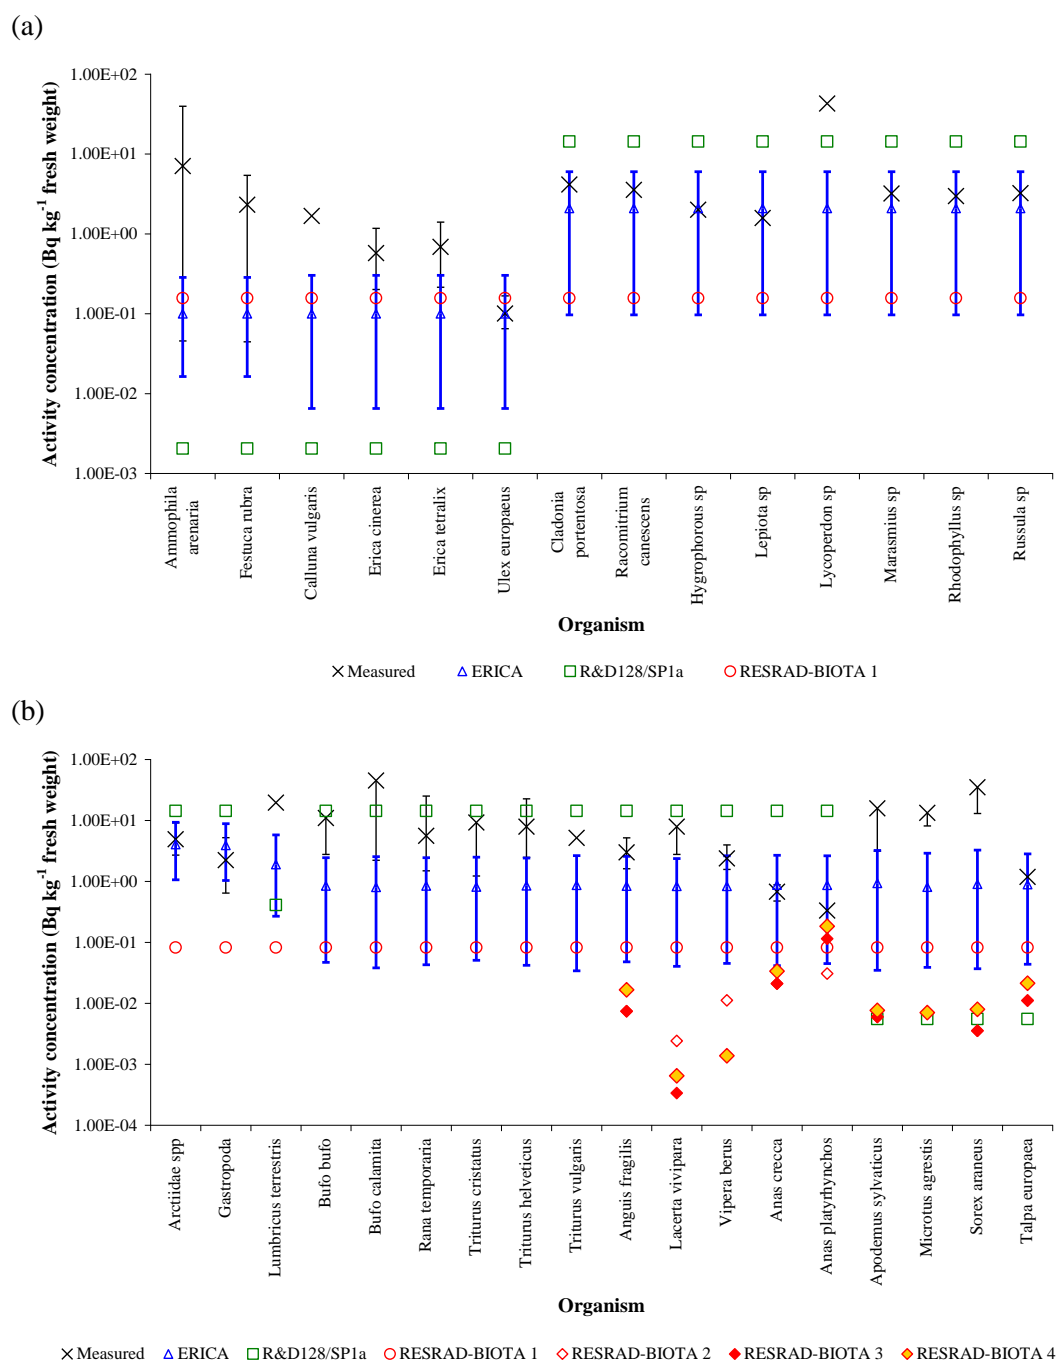 (a)
Activity concentration (Bq kg⁻¹ fresh weight)
1.00E+02
1.00E+01
1.00E+00
1.00E-01
1.00E-02
1.00E-03
Ammophila
arenaria
Festuca rubra
Calluna vulgaris
Erica cinerea
Erica tetralix
Ulex europaeus
Cladonia
portentosa
Racomitrium
canescens
Hygrophorous sp
Lepiota sp
Lycoperdon sp
Marasmius sp
Rhodophyllus sp
Russula sp
Organism
Measured ERICA R&D128/SP1a RESRAD-BIOTA 1
(b)
Activity concentration (Bq kg⁻¹ fresh weight)
1.00E+02
1.00E+01
1.00E+00
1.00E-01
1.00E-02
1.00E-03
1.00E-04
Arctiidae spp
Gastropoda
Lumbricus terrestris
Bufo bufo
Bufo calamita
Rana temporaria
Triturus cristatus
Triturus helveticus
Triturus vulgaris
Anguis fragilis
Lacerta vivipara
Vipera berus
Anas crecca
Anas platyrhynchos
Apodemus sylvaticus
Microtus agrestis
Sorex araneus
Talpa europaea
Organism
Measured ERICA R&D128/SP1a RESRAD-BIOTA 1 RESRAD-BIOTA 2 RESRAD-BIOTA 3 RESRAD-BIOTA 4